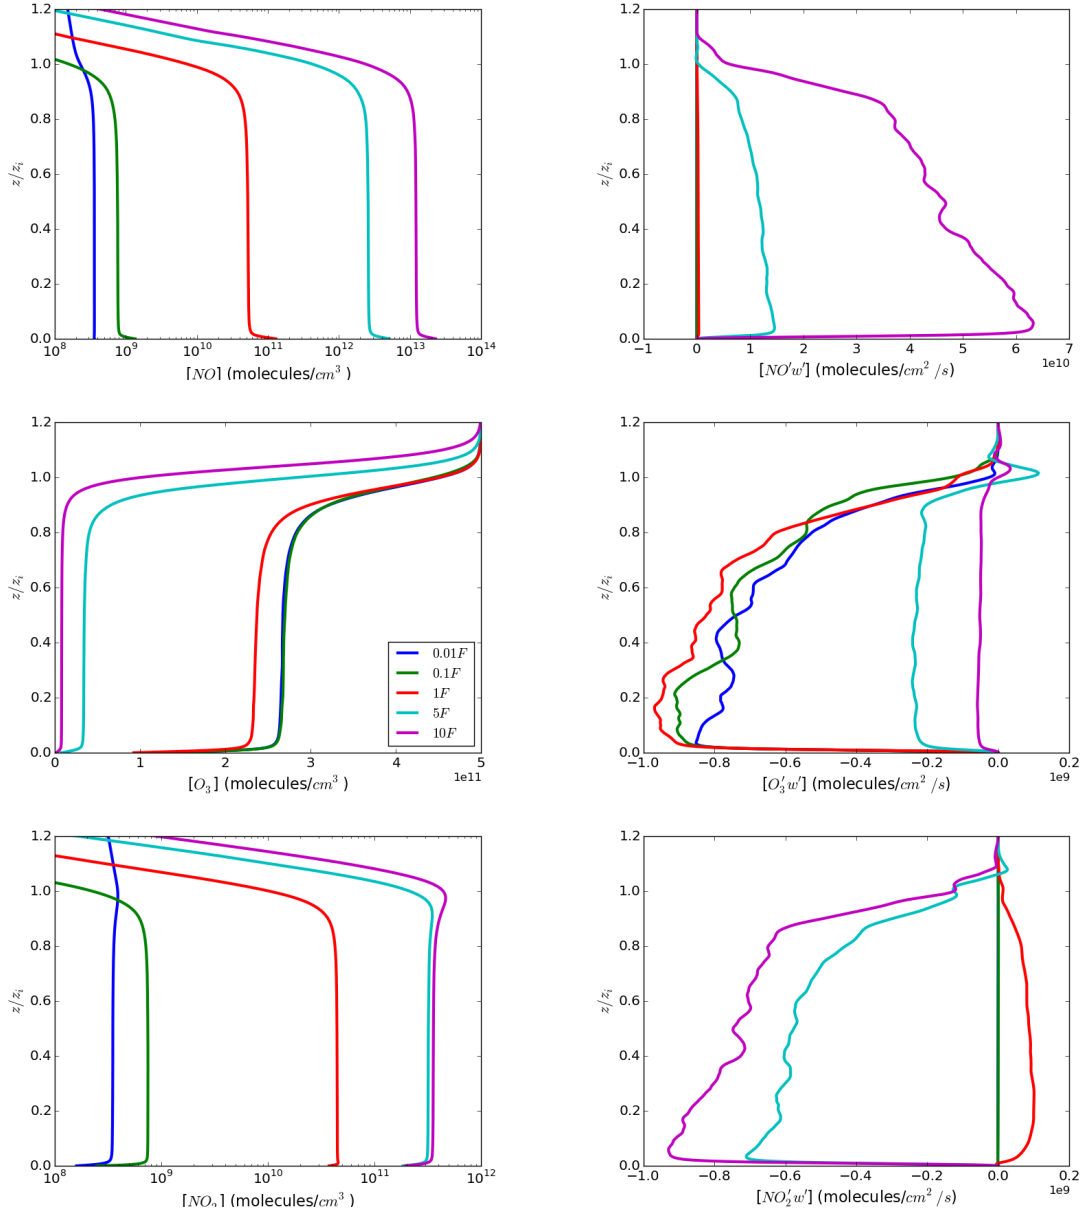 1.2
1.0
0.8
0.6
0.4
0.2
0.0
z/z_i
10^8 10^9 10^10 10^11 10^12 10^13 10^14
[NO] (molecules/cm^3 )
1.2
1.0
0.8
0.6
0.4
0.2
0.0
z/z_i
−1 0 1 2 3 4 5 6 7
1e10
[NO′w′] (molecules/cm^2 /s)
1.2
1.0
0.8
0.6
0.4
0.2
0.0
z/z_i
0.01F
0.1F
1F
5F
10F
0 1 2 3 4 5
1e11
[O_3] (molecules/cm^3 )
1.2
1.0
0.8
0.6
0.4
0.2
0.0
z/z_i
−1.0 −0.8 −0.6 −0.4 −0.2 0.0 0.2
1e9
[O_3′w′] (molecules/cm^2 /s)
1.2
1.0
0.8
0.6
0.4
0.2
0.0
z/z_i
10^8 10^9 10^10 10^11 10^12
[NO_2] (molecules/cm^3 )
1.2
1.0
0.8
0.6
0.4
0.2
0.0
z/z_i
−1.0 −0.8 −0.6 −0.4 −0.2 0.0 0.2
1e9
[NO_2′w′] (molecules/cm^2 /s)